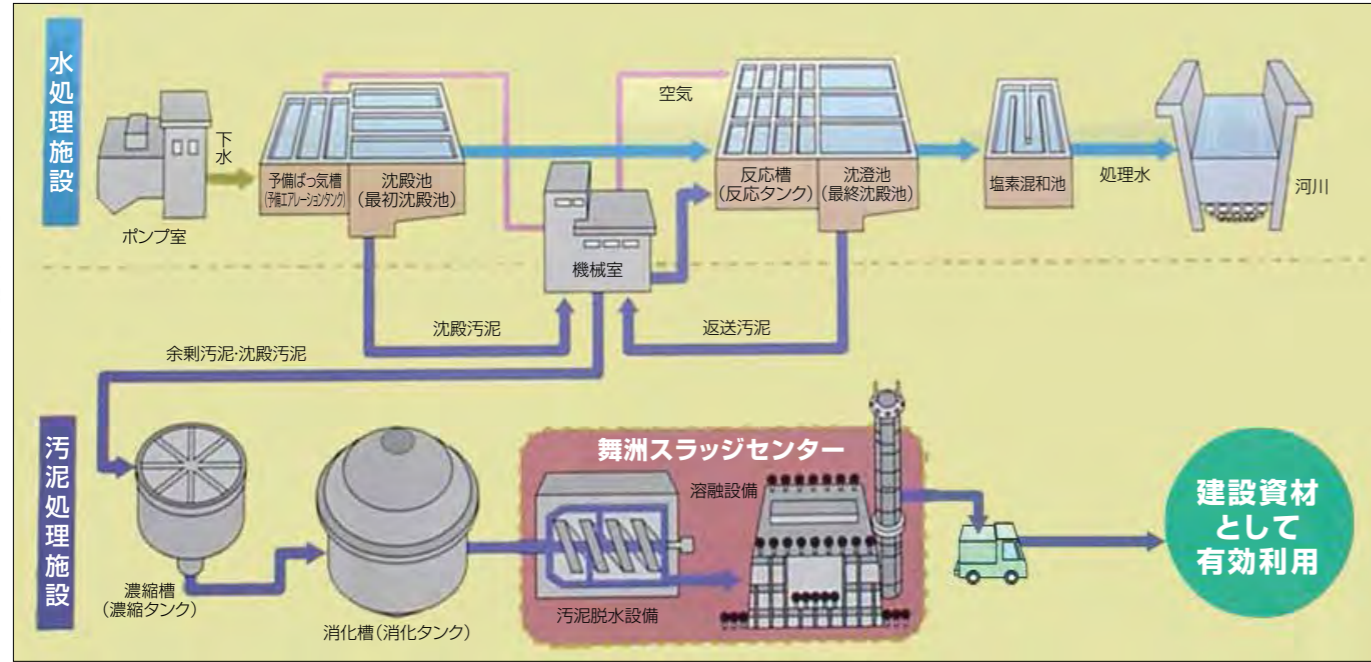 水処理施設
ポンプ室
下水
予備ばっ気槽
(予備エアレーションタンク)
沈殿池
(最初沈殿池)
空気
機械室
反応槽
(反応タンク)
沈澄池
(最終沈殿池)
塩素混和池
処理水
河川
沈殿汚泥
返送汚泥
余剰汚泥・沈殿汚泥
汚泥処理施設
濃縮槽
(濃縮タンク)
消化槽(消化タンク)
舞洲スラッジセンター
汚泥脱水設備
溶融設備
建設資材
として
有効利用